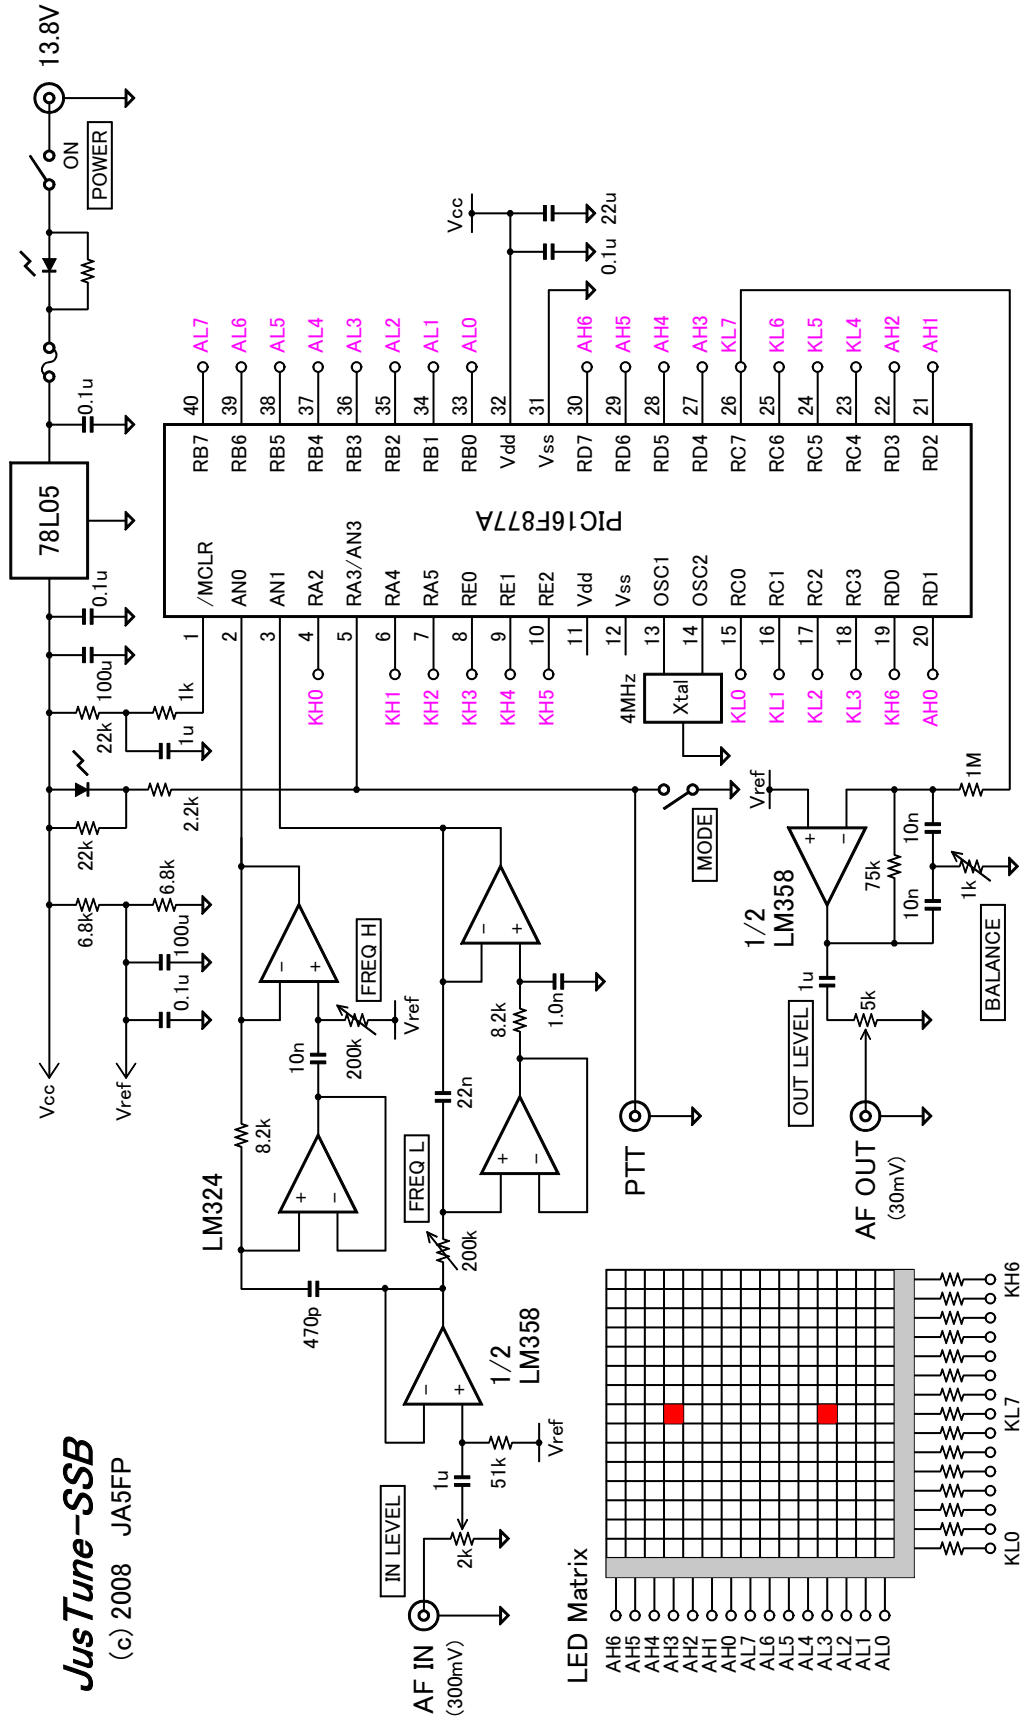 JusTune-SSB
(c) 2008 JA5FP
Vcc
Vref
0.1u
100u
6.8k
6.8k
22k
2.2k
22k
1u
1k
100u
0.1u
78L05
0.1u
ON
POWER
13.8V
AF IN
(300mV)
IN LEVEL
2k
1u
51k
Vref
1/2
LM358
470p
200k
FREQ L
LM324
8.2k
10n
200k
FREQ H
Vref
22n
8.2k
1.0n
PTT
MODE
4MHz
Xtal
PIC16F877A
1 /MCLR
2 AN0
3 AN1
KH0 4 RA2
5 RA3/AN3
KH1 6 RA4
KH2 7 RA5
KH3 8 RE0
KH4 9 RE1
KH5 10 RE2
11 Vdd
12 Vss
13 OSC1
14 OSC2
KL0 15 RC0
KL1 16 RC1
KL2 17 RC2
KL3 18 RC3
KH6 19 RD0
AH0 20 RD1
RB7 40 AL7
RB6 39 AL6
RB5 38 AL5
RB4 37 AL4
RB3 36 AL3
RB2 35 AL2
RB1 34 AL1
RB0 33 AL0
Vdd 32
Vss 31
RD7 30 AH6
RD6 29 AH5
RD5 28 AH4
RD4 27 AH3
RC7 26 KL7
RC6 25 KL6
RC5 24 KL5
RC4 23 KL4
RD3 22 AH2
RD2 21 AH1
Vcc
0.1u
22u
LED Matrix
AH6
AH5
AH4
AH3
AH2
AH1
AH0
AL7
AL6
AL5
AL4
AL3
AL2
AL1
AL0
KL0
KL7
KH6
AF OUT
(30mV)
OUT LEVEL
5k
1u
1/2
LM358
Vref
75k
10n
10n
1k
1M
BALANCE